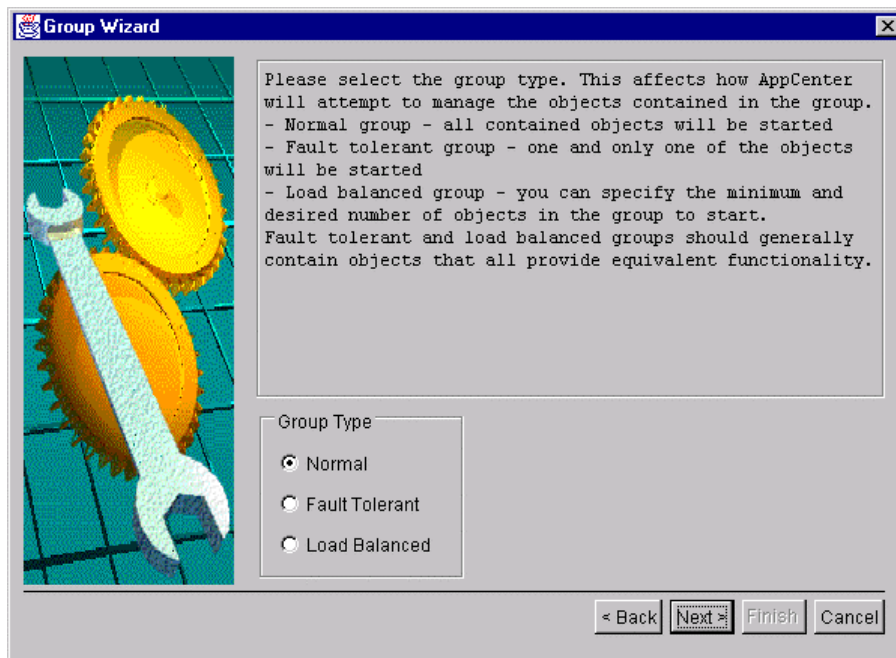 Group Wizard
Please select the group type. This affects how AppCenter
will attempt to manage the objects contained in the group.
- Normal group - all contained objects will be started
- Fault tolerant group - one and only one of the objects
will be started
- Load balanced group - you can specify the minimum and
desired number of objects in the group to start.
Fault tolerant and load balanced groups should generally
contain objects that all provide equivalent functionality.
Group Type
Normal
Fault Tolerant
Load Balanced
< Back Next > Finish Cancel